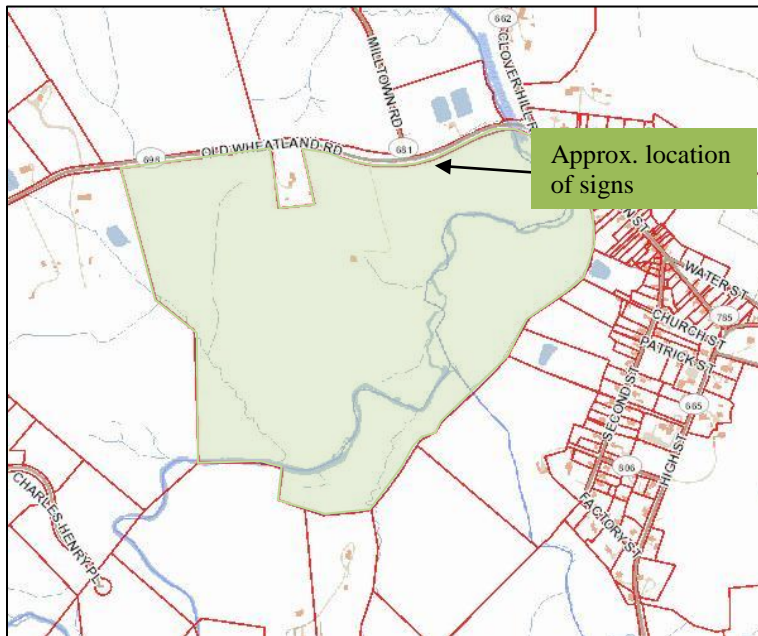 662
MILLTOWN RD
CLOVER HILL R
698
OLD WHEATLAND RD
681
Approx. location
of signs
N ST
WATER ST
785
CHURCH ST
PATRICK ST
SECOND ST
665
HIGH ST
806
FACTORY ST
CHARLES HENRY PL